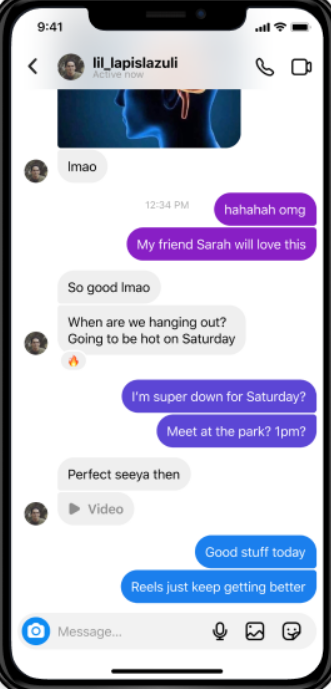 9:41
lil_lapislazuli
Active now
lmao
12:34 PM
hahahah omg
My friend Sarah will love this
So good lmao
When are we hanging out?
Going to be hot on Saturday
I'm super down for Saturday?
Meet at the park? 1pm?
Perfect seeya then
Video
Good stuff today
Reels just keep getting better
Message...